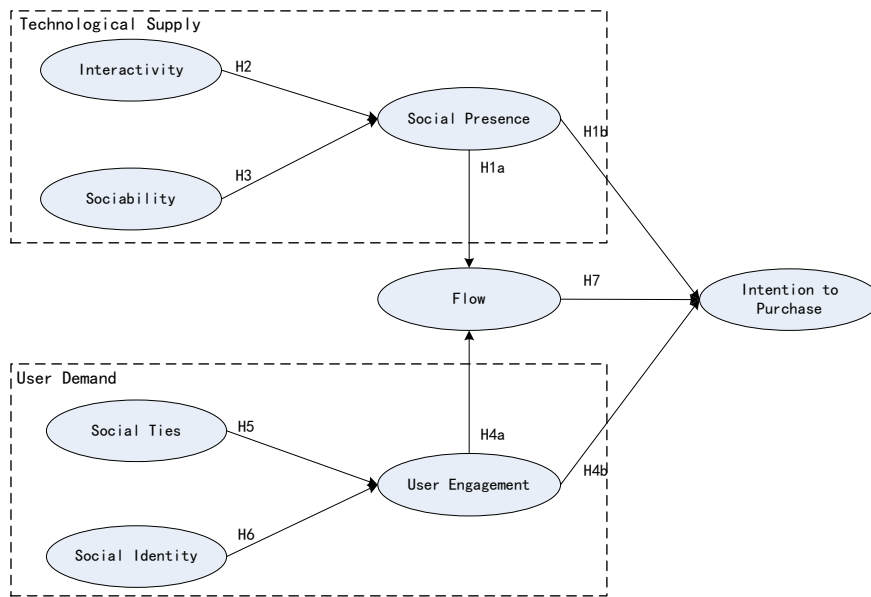 Technological Supply
Interactivity
H2
Social Presence
H1b
H1a
H3
Sociability
Flow
H7
Intention to
Purchase
User Demand
Social Ties
H5
H4a
User Engagement
H4b
H6
Social Identity